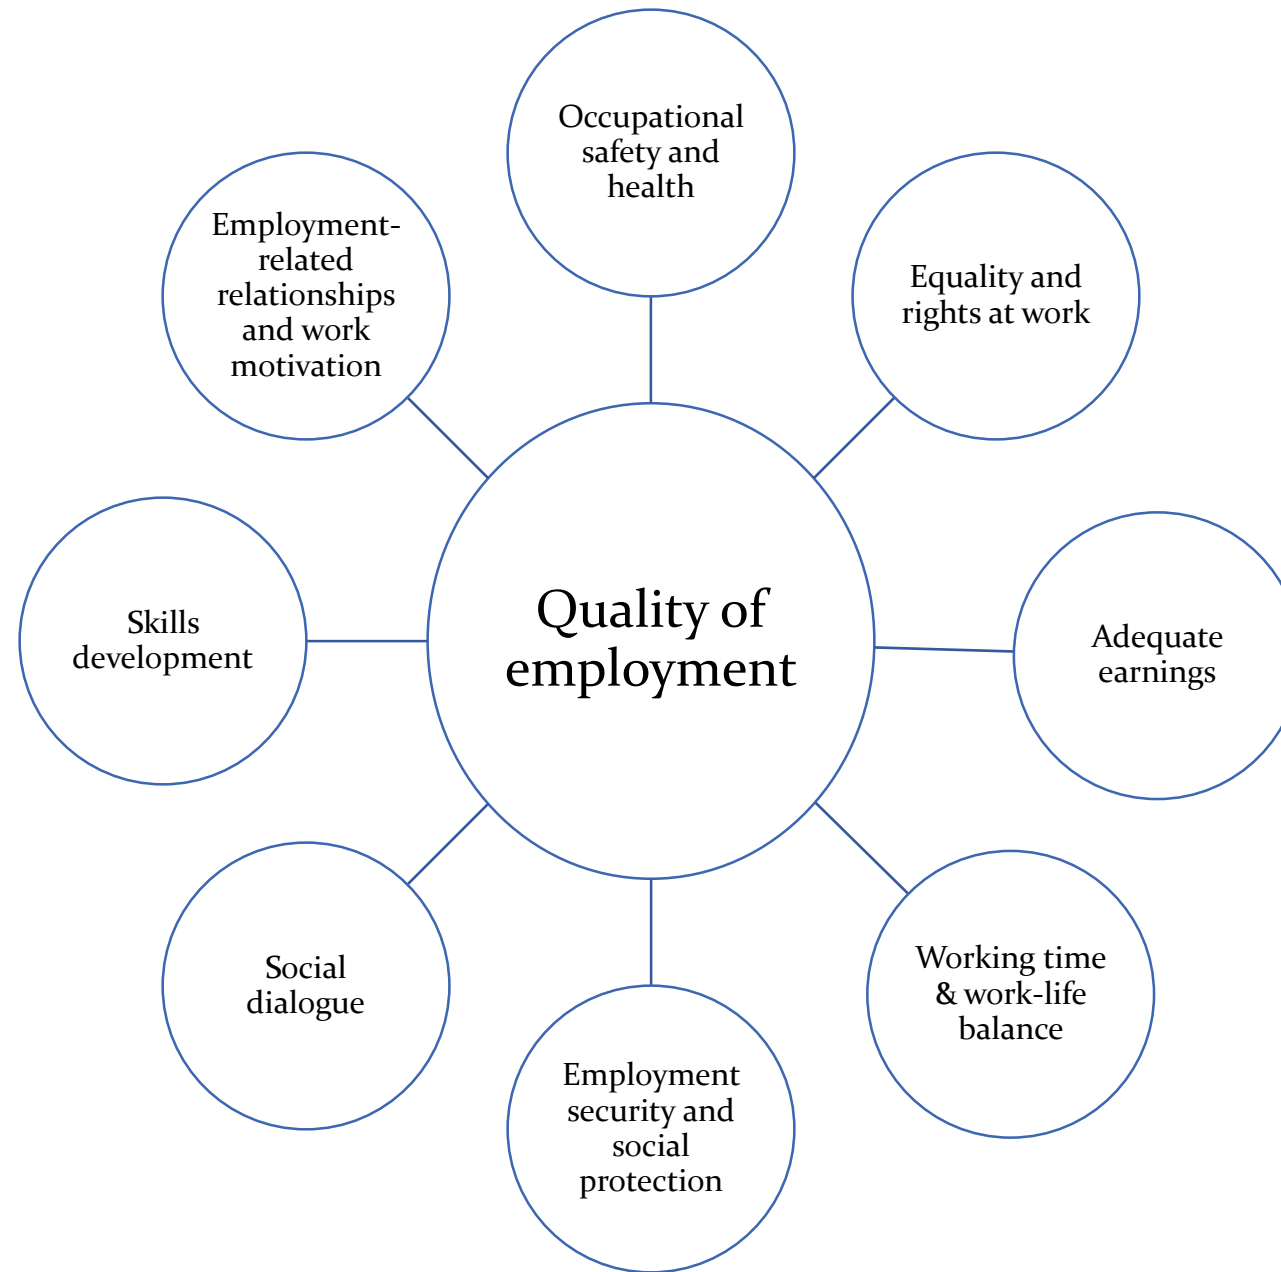 Occupational
safety and
health
Equality and
rights at work
Adequate
earnings
Working time
& work-life
balance
Employment
security and
social
protection
Social
dialogue
Skills
development
Employment-
related
relationships
and work
motivation
Quality of
employment